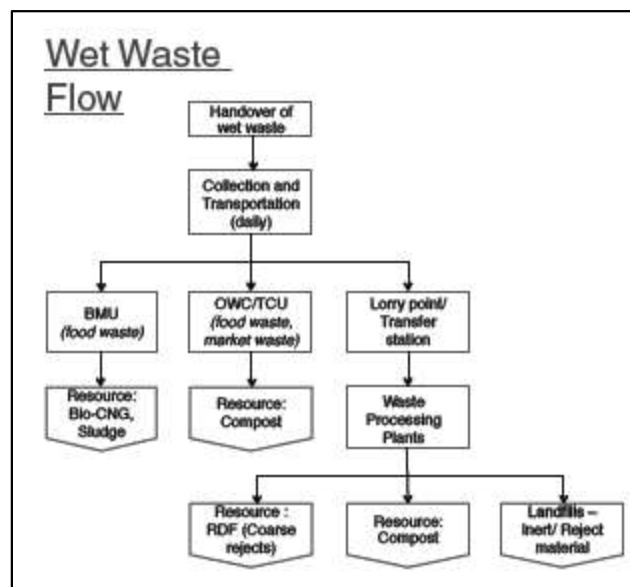 Wet Waste
Flow
Handover of
wet waste
Collection and
Transportation
(daily)
BMU
(food waste)
OWC/TCU
(food waste,
market waste)
Lorry point/
Transfer
station
Resource:
Bio-CNG,
Sludge
Resource:
Compost
Waste
Processing
Plants
Resource :
RDF (Coarse
rejects)
Resource:
Compost
Landfills –
Inert/ Reject
material